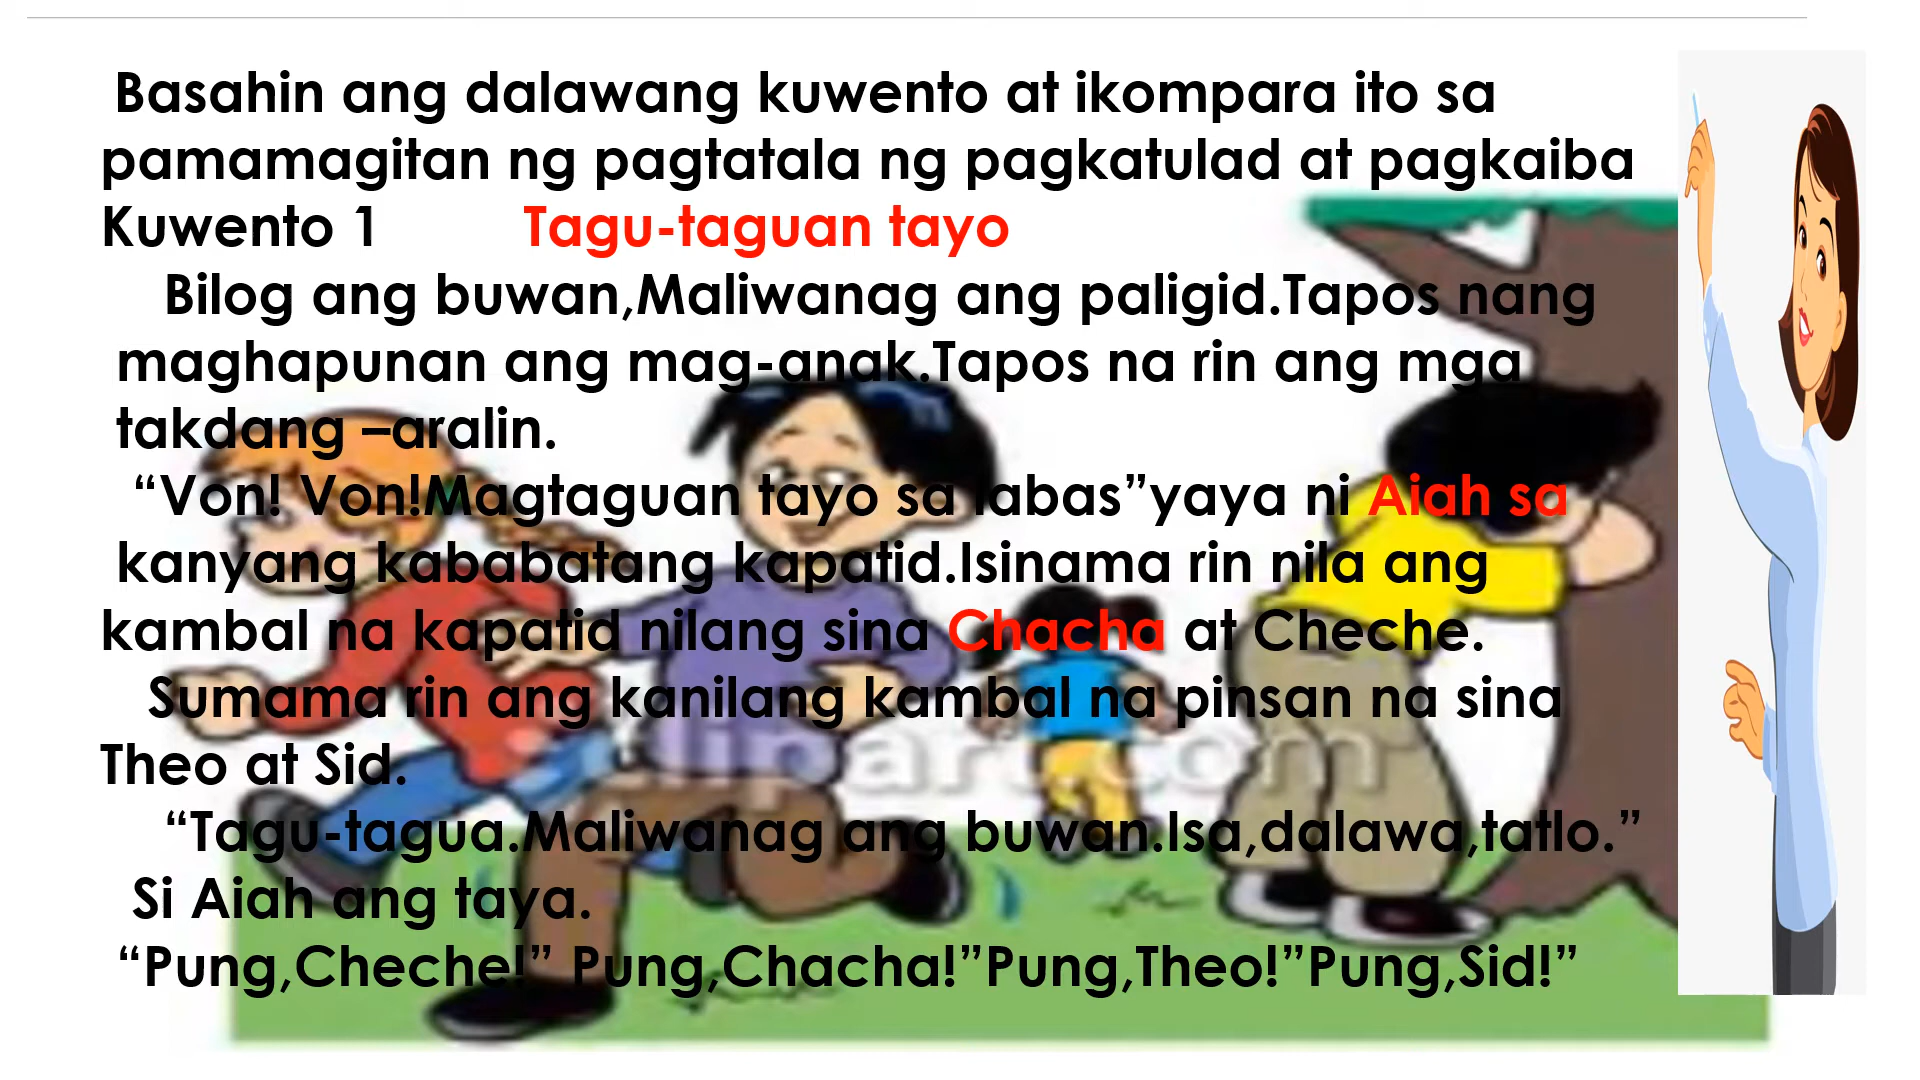 Basahin ang dalawang kuwento at ikompara ito sa
pamamagitan ng pagtatala ng pagkatulad at pagkaiba
Kuwento 1 Tagu-taguan tayo
Bilog ang buwan,Maliwanag ang paligid.Tapos nang
maghapunan ang mag-anak.Tapos na rin ang mga
takdang –aralin.
“Von! Von!Magtaguan tayo sa labas”yaya ni Aiah sa
kanyang kababatang kapatid.Isinama rin nila ang
kambal na kapatid nilang sina Chacha at Cheche.
Sumama rin ang kanilang kambal na pinsan na sina
Theo at Sid.
clipart.com
“Tagu-tagua.Maliwanag ang buwan.Isa,dalawa,tatlo.”
Si Aiah ang taya.
“Pung,Cheche!” Pung,Chacha!”Pung,Theo!”Pung,Sid!”